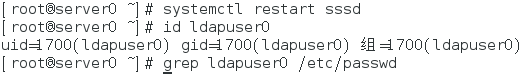 [root@server0 ~]# systemctl restart sssd
[root@server0 ~]# id ldapuser0
uid=1700(ldapuser0) gid=1700(ldapuser0) 组=1700(ldapuser0)
[root@server0 ~]# grep ldapuser0 /etc/passwd